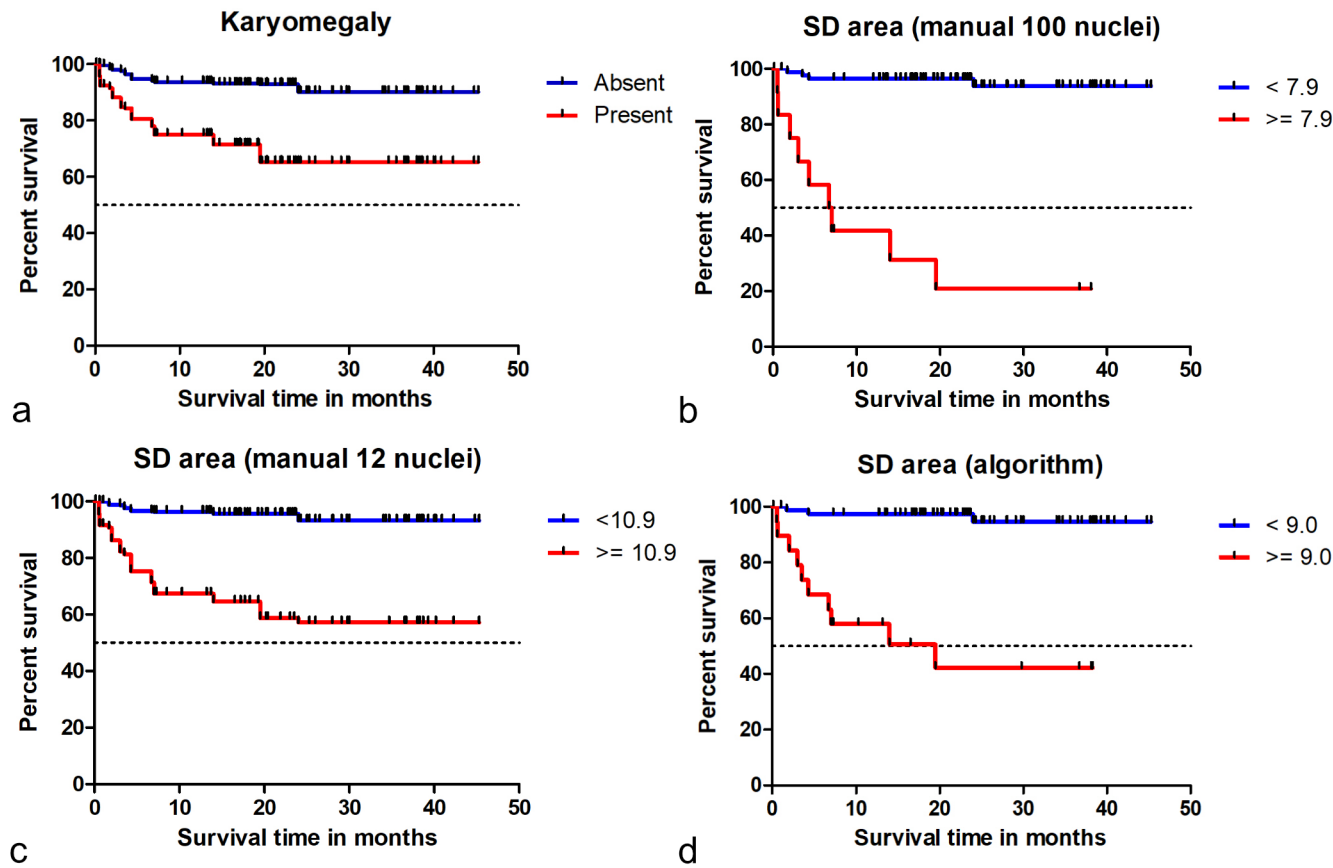 Karyomegaly
Percent survival
100
80
60
40
20
0
0 10 20 30 40 50
Survival time in months
Absent
Present
a
SD area (manual 100 nuclei)
Percent survival
100
80
60
40
20
0
0 10 20 30 40 50
Survival time in months
< 7.9
>= 7.9
b
SD area (manual 12 nuclei)
Percent survival
100
80
60
40
20
0
0 10 20 30 40 50
Survival time in months
<10.9
>= 10.9
c
SD area (algorithm)
Percent survival
100
80
60
40
20
0
0 10 20 30 40 50
Survival time in months
< 9.0
>= 9.0
d